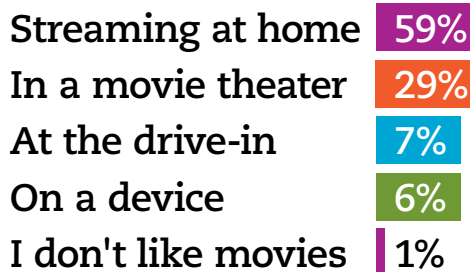 Streaming at home 59%
In a movie theater 29%
At the drive-in 7%
On a device 6%
I don't like movies 1%